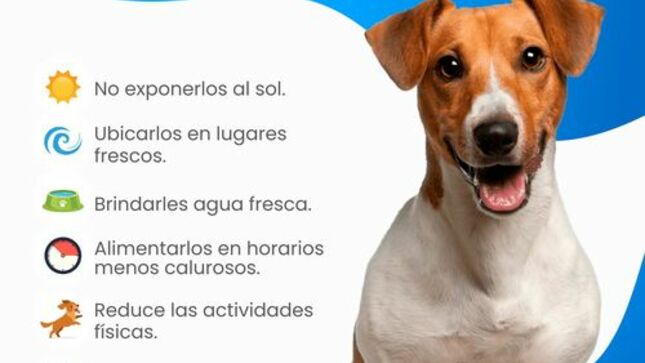 No exponerlos al sol.
Ubicarlos en lugares
frescos.
Brindarles agua fresca.
Alimentarlos en horarios
menos calurosos.
Reduce las actividades
físicas.